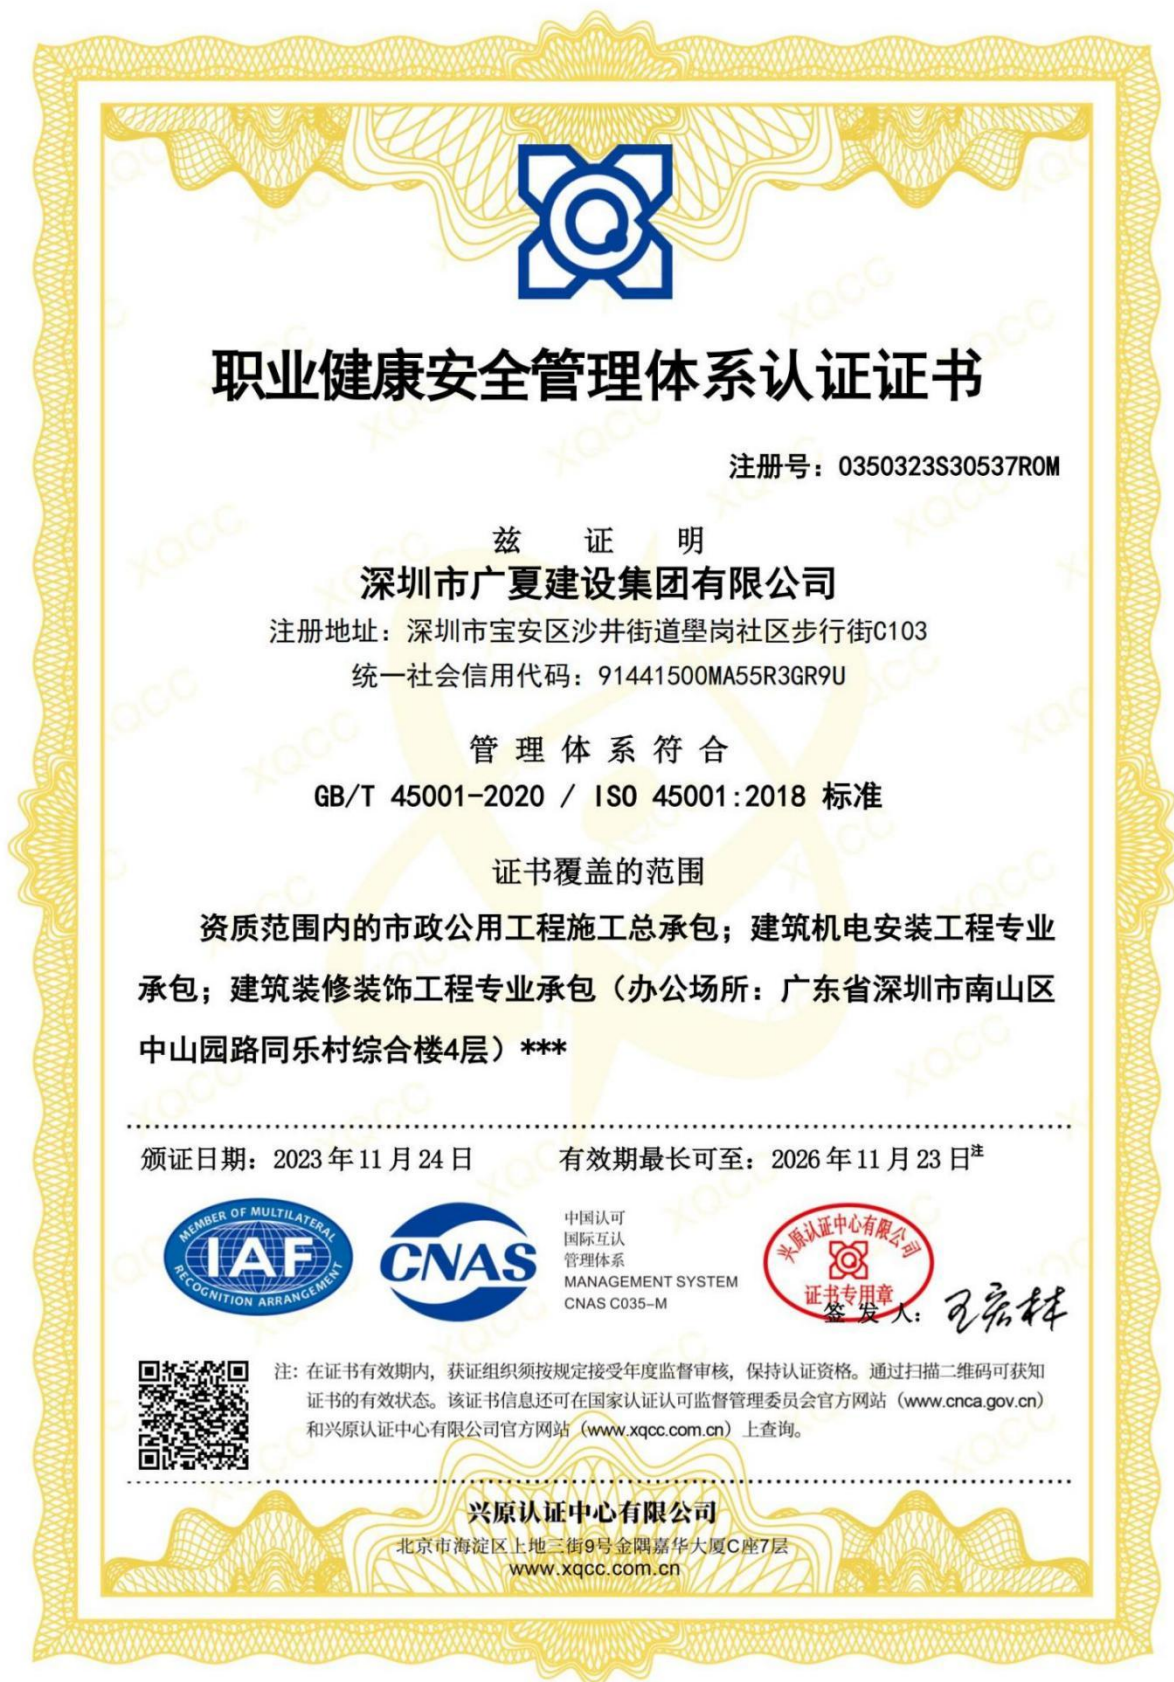 职业健康安全管理体系认证证书
注册号：0350323S30537R0M
兹 证 明
深圳市广夏建设集团有限公司
注册地址：深圳市宝安区沙井街道壆岗社区步行街C103
统一社会信用代码：91441500MA55R3GR9U
管 理 体 系 符 合
GB/T 45001-2020 / ISO 45001:2018 标准
证书覆盖的范围
资质范围内的市政公用工程施工总承包；建筑机电安装工程专业
承包；建筑装修装饰工程专业承包（办公场所：广东省深圳市南山区
中山园路同乐村综合楼4层）***
颁证日期：2023年11月24日
有效期最长可至：2026年11月23日注
MEMBER OF MULTILATERAL
IAF
RECOGNITION ARRANGEMENT
CNAS
中国认可
国际互认
管理体系
MANAGEMENT SYSTEM
CNAS C035-M
兴原认证中心有限公司
证书专用章
签 发 人：王宏林
注：在证书有效期内，获证组织须按规定接受年度监督审核，保持认证资格。通过扫描二维码可获知
证书的有效状态。该证书信息还可在国家认证认可监督管理委员会官方网站（www.cnca.gov.cn）
和兴原认证中心有限公司官方网站（www.xqcc.com.cn）上查询。
兴原认证中心有限公司
北京市海淀区上地三街9号金隅嘉华大厦C座7层
www.xqcc.com.cn